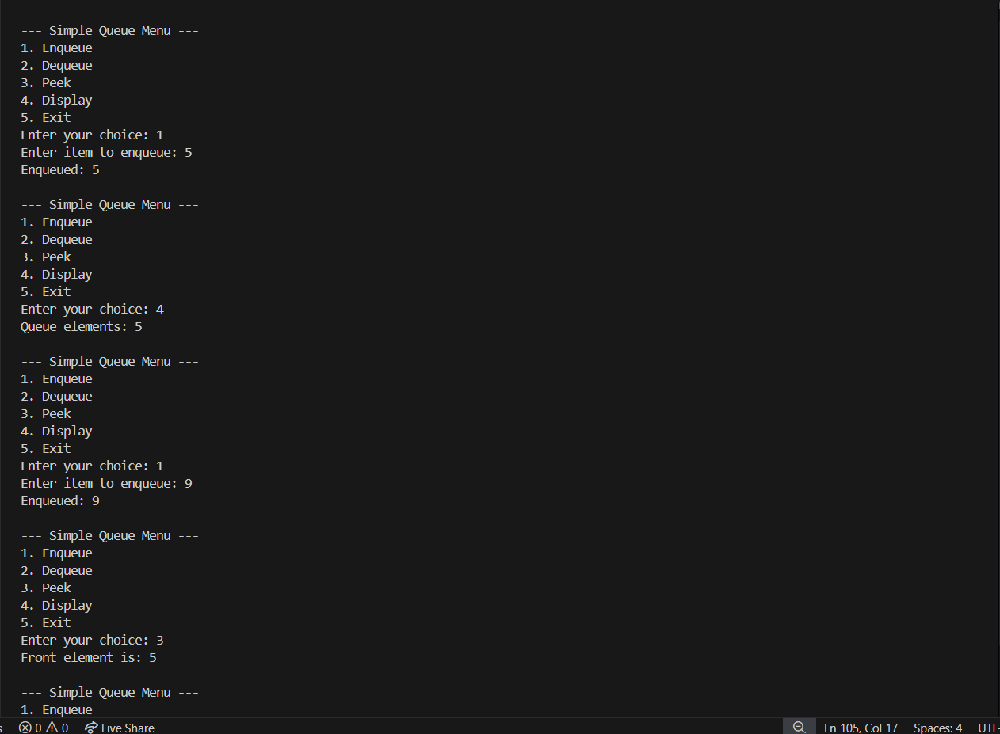 --- Simple Queue Menu ---
1. Enqueue
2. Dequeue
3. Peek
4. Display
5. Exit
Enter your choice: 1
Enter item to enqueue: 5
Enqueued: 5
--- Simple Queue Menu ---
1. Enqueue
2. Dequeue
3. Peek
4. Display
5. Exit
Enter your choice: 4
Queue elements: 5
--- Simple Queue Menu ---
1. Enqueue
2. Dequeue
3. Peek
4. Display
5. Exit
Enter your choice: 1
Enter item to enqueue: 9
Enqueued: 9
--- Simple Queue Menu ---
1. Enqueue
2. Dequeue
3. Peek
4. Display
5. Exit
Enter your choice: 3
Front element is: 5
--- Simple Queue Menu ---
1. Enqueue
0 0 Live Share Ln 105, Col 17 Spaces: 4 UTF-